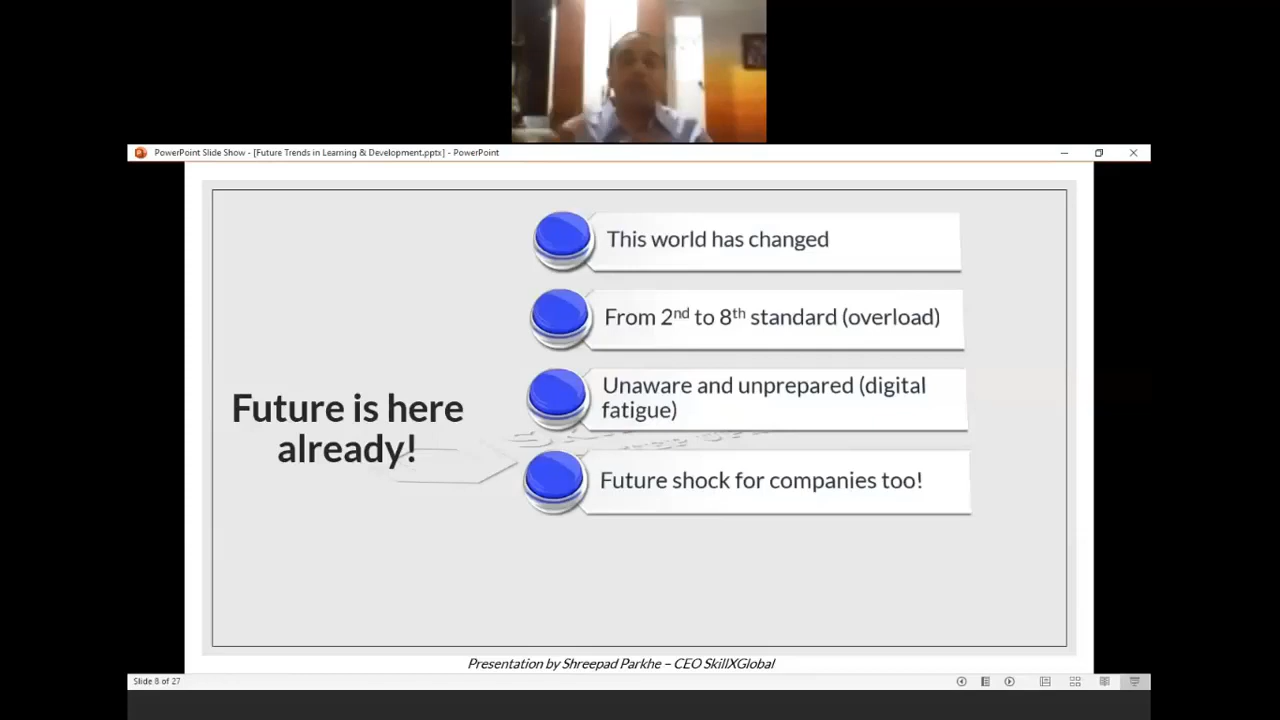 PowerPoint Slide Show - [Future Trends in Learning & Development.pptx] - PowerPoint
This world has changed
From 2nd to 8th standard (overload)
Unaware and unprepared (digital
fatigue)
Future is here
already!
Future shock for companies too!
Presentation by Shreepad Parkhe – CEO SkillXGlobal
Slide 8 of 27